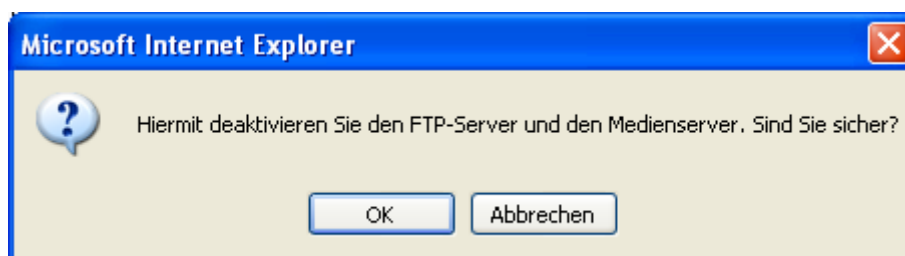 Microsoft Internet Explorer
Hiermit deaktivieren Sie den FTP-Server und den Medienserver. Sind Sie sicher?
OK
Abbrechen